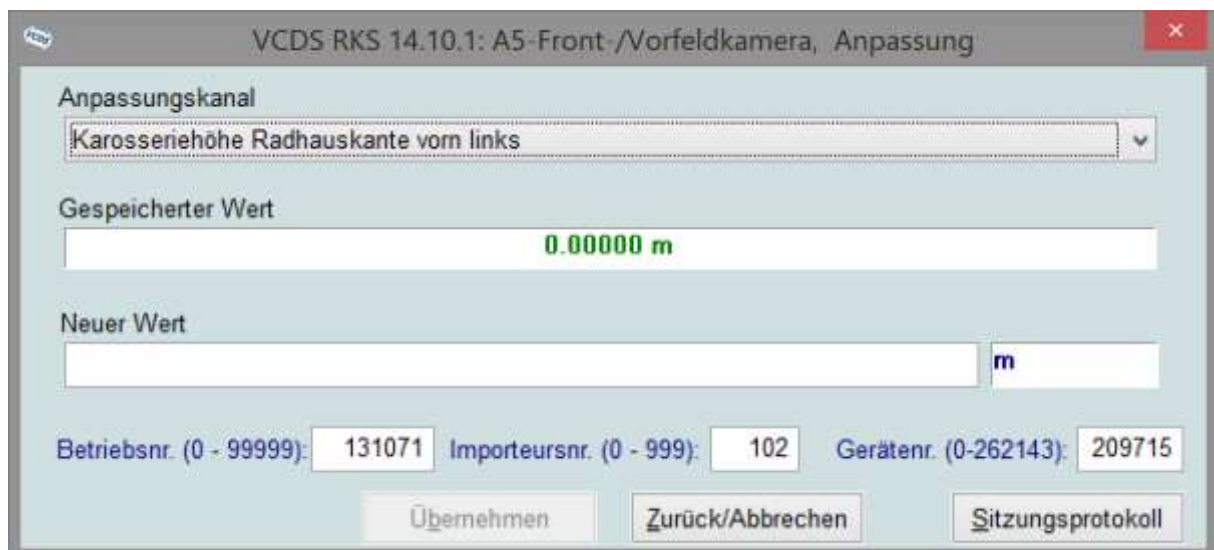 VCDS
VCDS RKS 14.10.1: A5-Front-/Vorfeldkamera, Anpassung
Anpassungskanal
Karosseriehöhe Radhauskante vorn links
Gespeicherter Wert
0.00000 m
Neuer Wert
m
Betriebsnr. (0 - 99999): 131071 Importeursnr. (0 - 999): 102 Gerätenr. (0-262143): 209715
Übernehmen Zurück/Abbrechen Sitzungsprotokoll